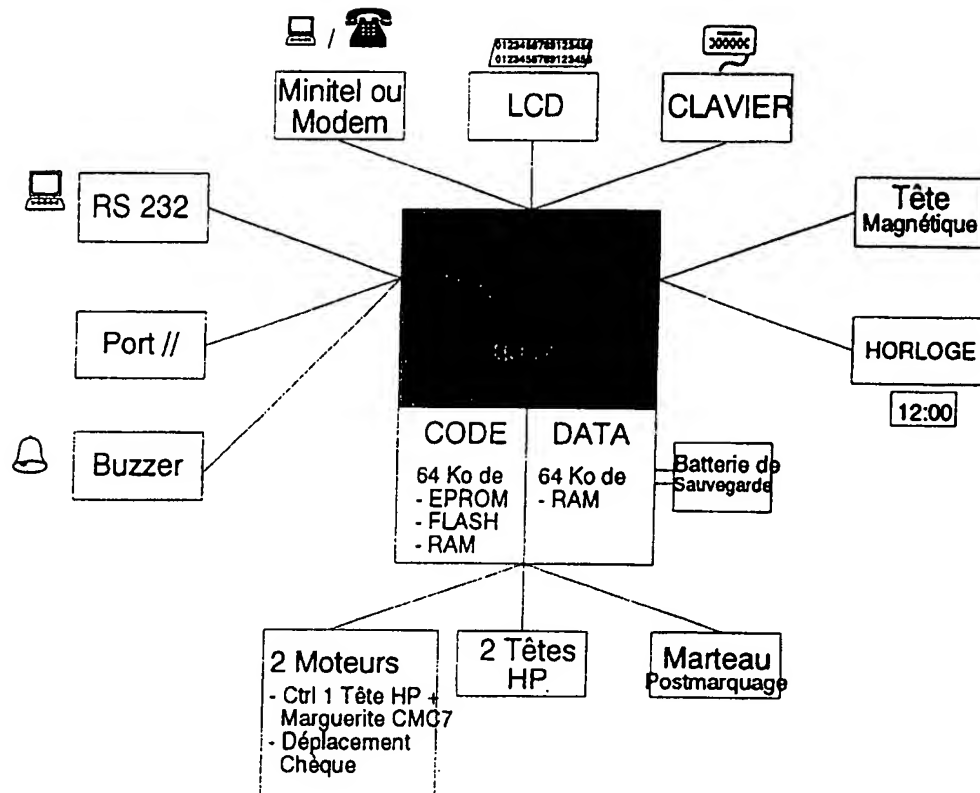 /
0123456789123456
0123456789123456
Minitel ou
Modem
LCD
CLAVIER
RS 232
Tête
Magnétique
Port //
HORLOGE
12:00
Buzzer
CODE
64 Ko de
- EPROM
- FLASH
- RAM
DATA
64 Ko de
- RAM
Batterie de
Sauvegarde
2 Moteurs
- Ctrl 1 Tête HP +
Marguerite CMC7
- Déplacement
Chèque
2 Têtes
HP
Marteau
Postmarquage